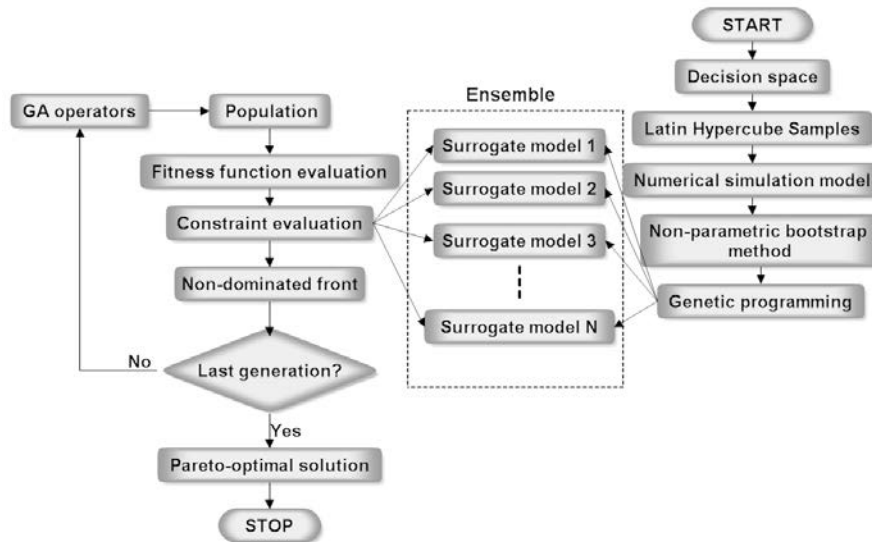 START
Decision space
Latin Hypercube Samples
Numerical simulation model
Non-parametric bootstrap
method
Genetic programming
Ensemble
Surrogate model 1
Surrogate model 2
Surrogate model 3
Surrogate model N
GA operators
Population
Fitness function evaluation
Constraint evaluation
Non-dominated front
Last generation?
No
Yes
Pareto-optimal solution
STOP